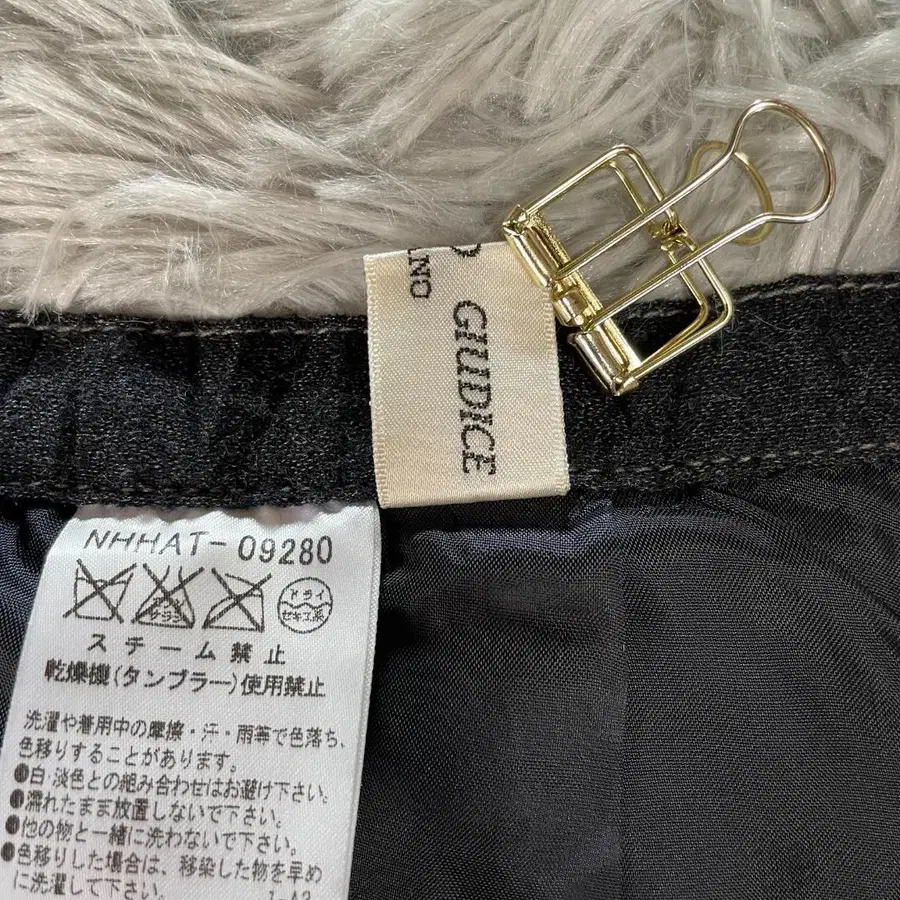 GIUDICE
NHHAT-09280
エンソ
サラシ
ドライ
セキユ系
スチーム禁止
乾燥機(タンブラー)使用禁止
洗濯や着用中の摩擦・汗・雨等で色落ち、
色移りすることがあります。
●白・淡色との組み合わせはお避け下さい。
●濡れたまま放置しないで下さい。
●他の物と一緒に洗わないで下さい。
●色移りした場合は、移染した物を早め
に洗濯して下さい。